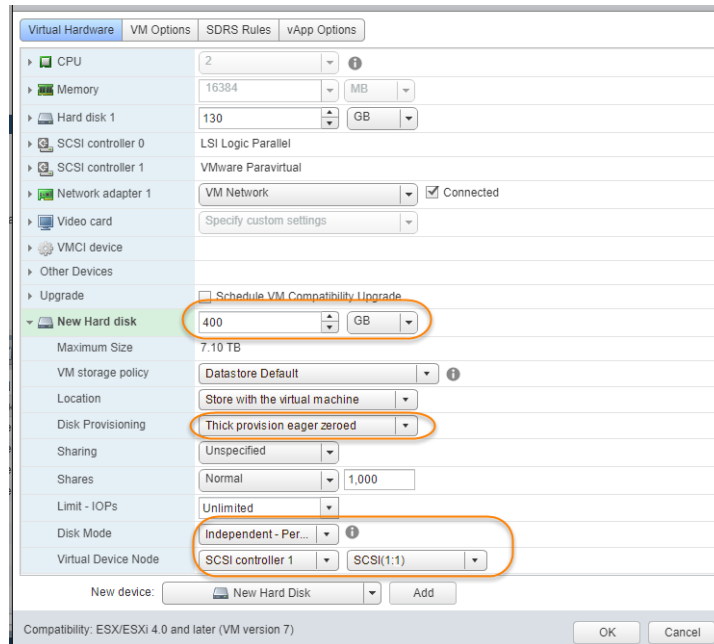 Virtual Hardware VM Options SDRS Rules vApp Options
CPU 2
Memory 16384 MB
Hard disk 1 130 GB
SCSI controller 0 LSI Logic Parallel
SCSI controller 1 VMware Paravirtual
Network adapter 1 VM Network Connected
Video card Specify custom settings
VMCI device
Other Devices
Upgrade Schedule VM Compatibility Upgrade
New Hard disk 400 GB
Maximum Size 7.10 TB
VM storage policy Datastore Default
Location Store with the virtual machine
Disk Provisioning Thick provision eager zeroed
Sharing Unspecified
Shares Normal 1,000
Limit - IOPs Unlimited
Disk Mode Independent - Per...
Virtual Device Node SCSI controller 1 SCSI(1:1)
New device: New Hard Disk Add
Compatibility: ESX/ESXi 4.0 and later (VM version 7) OK Cancel